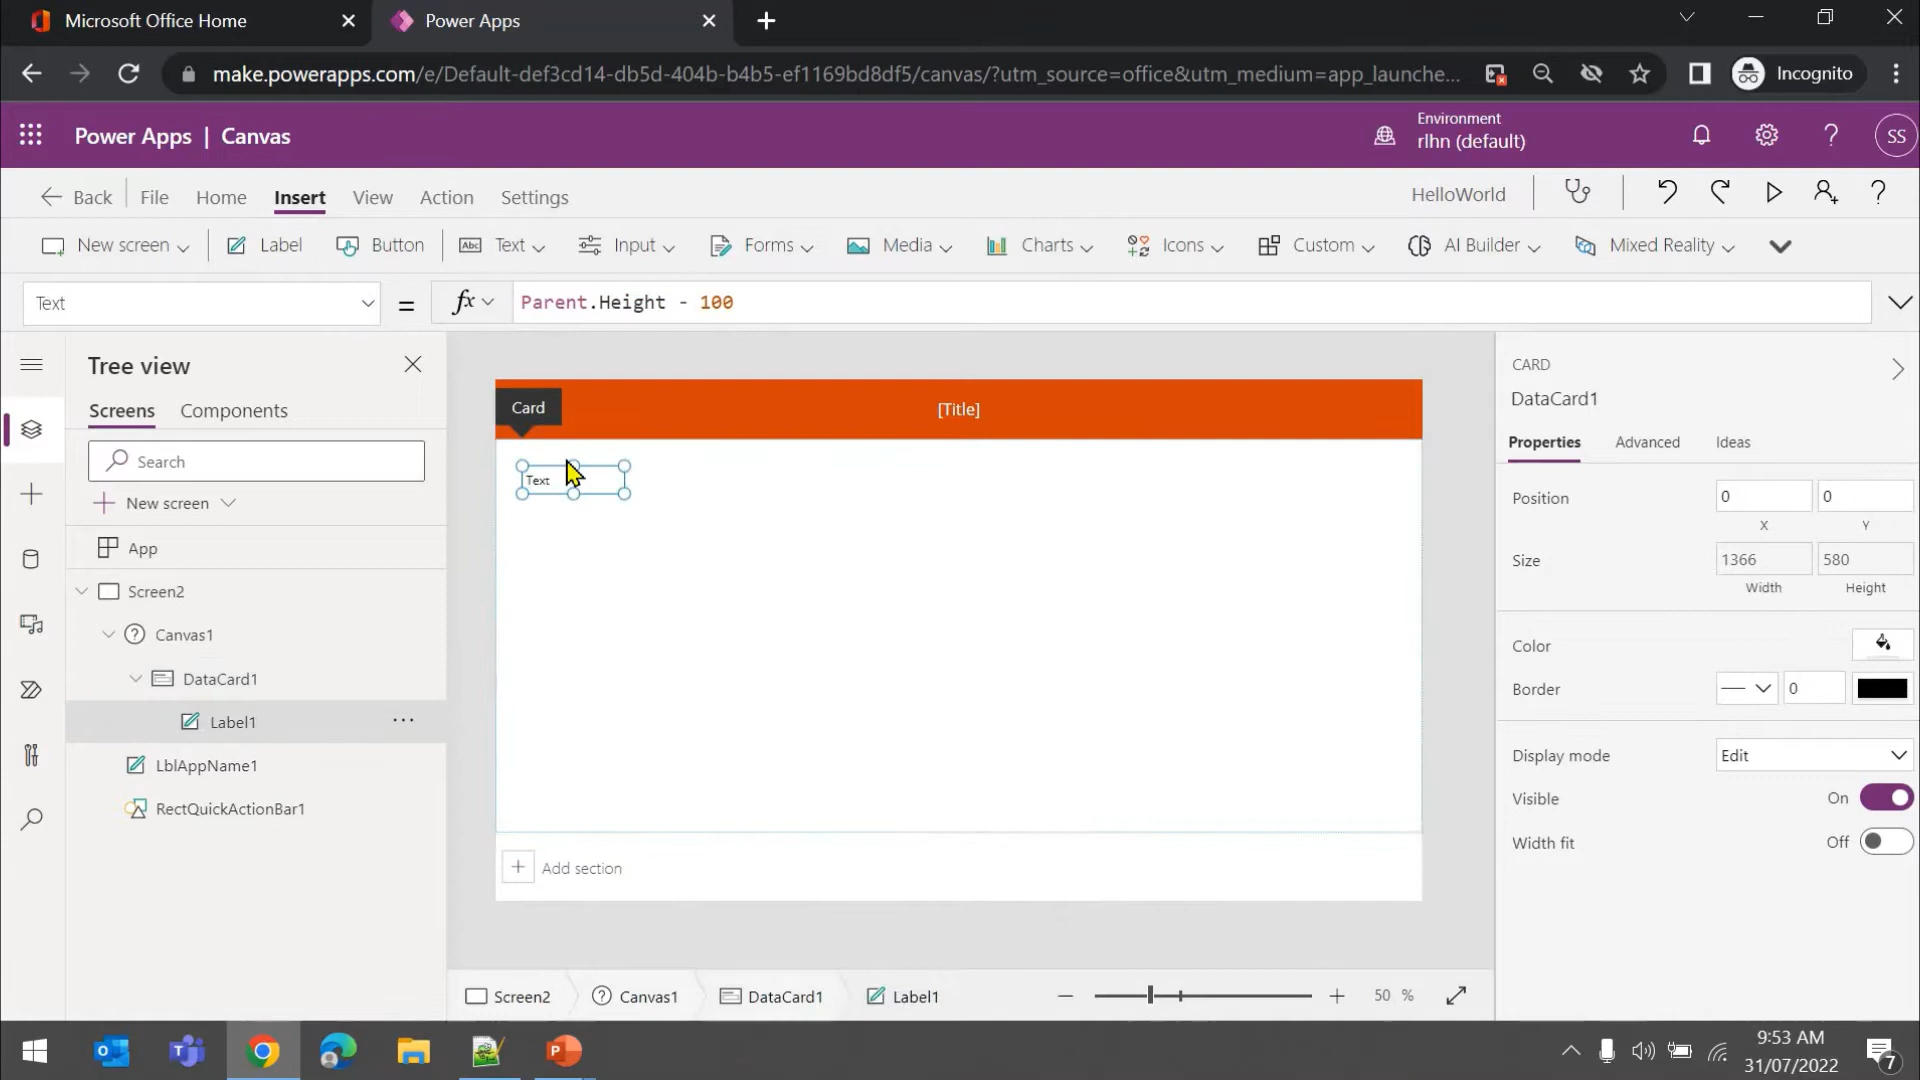 Microsoft Office Home
Power Apps
make.powerapps.com/e/Default-def3cd14-db5d-404b-b4b5-ef1169bd8df5/canvas/?utm_source=office&utm_medium=app_launche...
Incognito
Power Apps | Canvas
Environment
rlhn (default)
SS
Back
File
Home
Insert
View
Action
Settings
HelloWorld
New screen
Label
Button
Abc
Text
Input
Forms
Media
Charts
Icons
Custom
AI Builder
Mixed Reality
Text
=
fx
Parent.Height - 100
Tree view
Screens
Components
Search
New screen
App
Screen2
Canvas1
DataCard1
Label1
LblAppName1
RectQuickActionBar1
Card
[Title]
Text
Add section
CARD
DataCard1
Properties
Advanced
Ideas
Position
0
0
X
Y
Size
1366
580
Width
Height
Color
Border
0
Display mode
Edit
Visible
On
Width fit
Off
Screen2
Canvas1
DataCard1
Label1
50 %
9:53 AM
31/07/2022
7